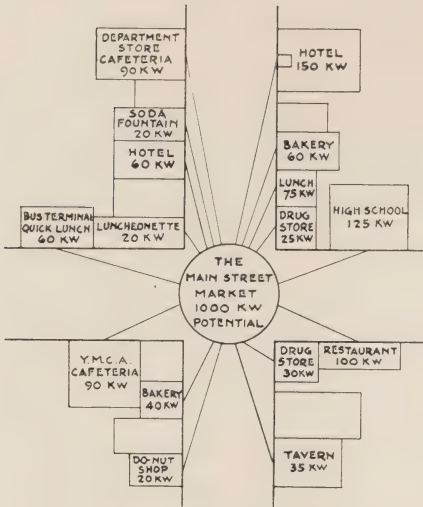 DEPARTMENT
STORE
CAFETERIA
90 KW
SODA
FOUNTAIN
20 KW
HOTEL
60 KW
BUS TERMINAL
QUICK LUNCH
60 KW
LUNCHEONETTE
20 KW
HOTEL
150 KW
BAKERY
60 KW
LUNCH
75 KW
DRUG
STORE
25 KW
HIGH SCHOOL
125 KW
THE
MAIN STREET
MARKET
1000 KW
POTENTIAL
Y.M.C.A.
CAFETERIA
90 KW
BAKERY
40 KW
DO-NUT
SHOP
20 KW
DRUG
STORE
30 KW
RESTAURANT
100 KW
TAVERN
35 KW